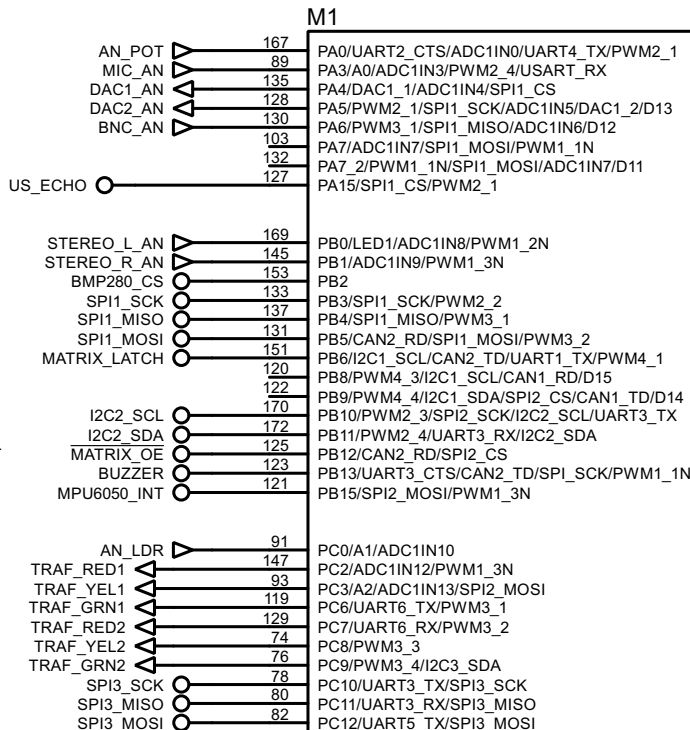 M1
AN_POT 167 PA0/UART2_CTS/ADC1IN0/UART4_TX/PWM2_1
MIC_AN 89 PA3/A0/ADC1IN3/PWM2_4/USART_RX
DAC1_AN 135 PA4/DAC1_1/ADC1IN4/SPI1_CS
DAC2_AN 128 PA5/PWM2_1/SPI1_SCK/ADC1IN5/DAC1_2/D13
BNC_AN 130 PA6/PWM3_1/SPI1_MISO/ADC1IN6/D12
103 PA7/ADC1IN7/SPI1_MOSI/PWM1_1N
132 PA7_2/PWM1_1N/SPI1_MOSI/ADC1IN7/D11
US_ECHO 127 PA15/SPI1_CS/PWM2_1
STEREO_L_AN 169 PB0/LED1/ADC1IN8/PWM1_2N
STEREO_R_AN 145 PB1/ADC1IN9/PWM1_3N
BMP280_CS 153 PB2
SPI1_SCK 133 PB3/SPI1_SCK/PWM2_2
SPI1_MISO 137 PB4/SPI1_MISO/PWM3_1
SPI1_MOSI 131 PB5/CAN2_RD/SPI1_MOSI/PWM3_2
MATRIX_LATCH 151 PB6/I2C1_SCL/CAN2_TD/UART1_TX/PWM4_1
120 PB8/PWM4_3/I2C1_SCL/CAN1_RD/D15
122 PB9/PWM4_4/I2C1_SDA/SPI2_CS/CAN1_TD/D14
I2C2_SCL 170 PB10/PWM2_3/SPI2_SCK/I2C2_SCL/UART3_TX
I2C2_SDA 172 PB11/PWM2_4/UART3_RX/I2C2_SDA
MATRIX_OE 125 PB12/CAN2_RD/SPI2_CS
BUZZER 123 PB13/UART3_CTS/CAN2_TD/SPI_SCK/PWM1_1N
MPU6050_INT 121 PB15/SPI2_MOSI/PWM1_3N
AN_LDR 91 PC0/A1/ADC1IN10
TRAF_RED1 147 PC2/ADC1IN12/PWM1_3N
TRAF_YEL1 93 PC3/A2/ADC1IN13/SPI2_MOSI
TRAF_GRN1 119 PC6/UART6_TX/PWM3_1
TRAF_RED2 129 PC7/UART6_RX/PWM3_2
TRAF_YEL2 74 PC8/PWM3_3
TRAF_GRN2 76 PC9/PWM3_4/I2C3_SDA
SPI3_SCK 78 PC10/UART3_TX/SPI3_SCK
SPI3_MISO 80 PC11/UART3_RX/SPI3_MISO
SPI3_MOSI 82 PC12/UART5_TX/SPI3_MOSI